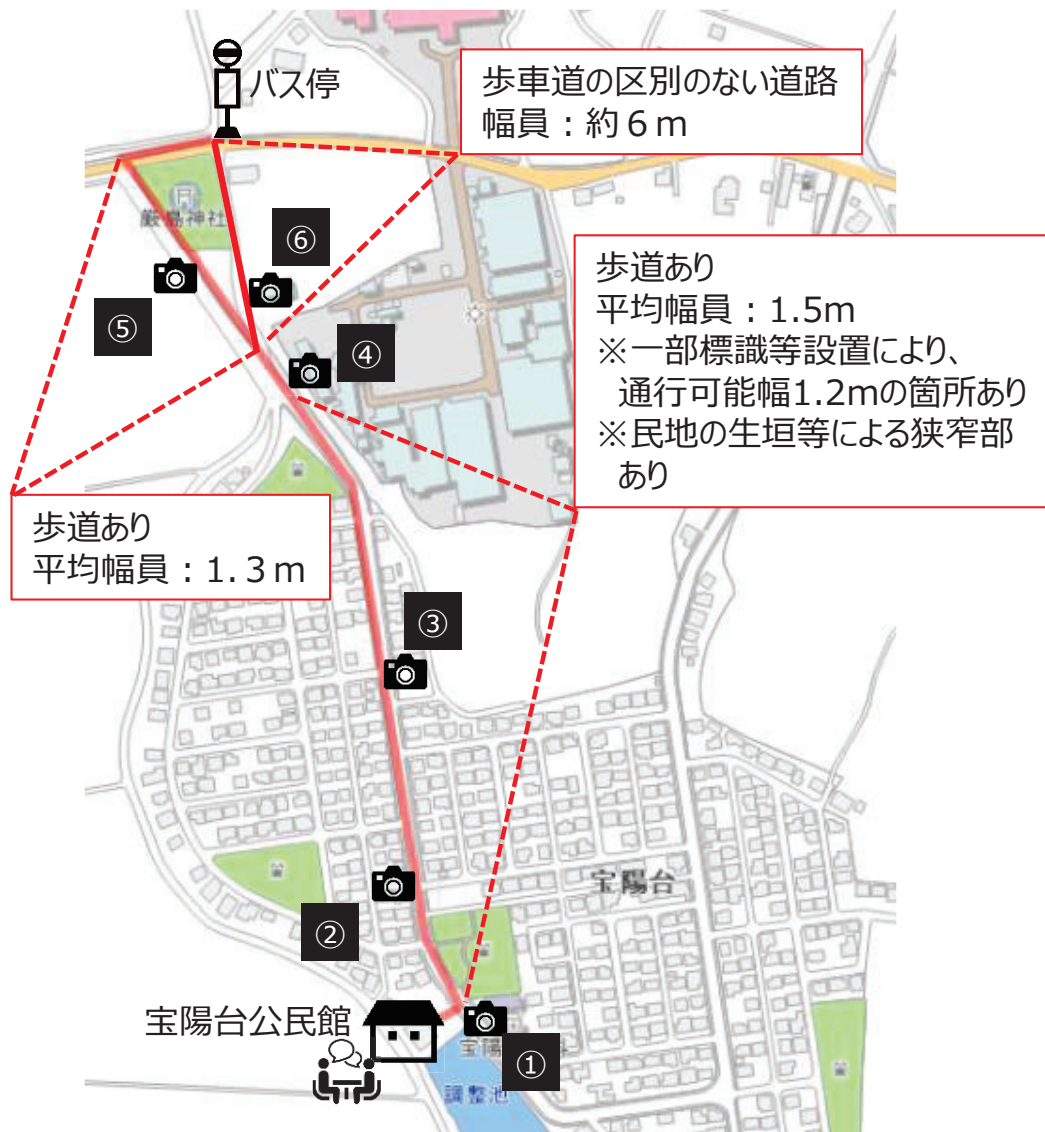 バス停
歩車道の区別のない道路
幅員：約６ｍ
厳島神社
⑥
⑤
④
歩道あり
平均幅員：1.5m
※一部標識等設置により、
通行可能幅1.2mの箇所あり
※民地の生垣等による狭窄部
あり
歩道あり
平均幅員：1.３ｍ
③
宝陽台
②
宝陽台公民館
①
調整池